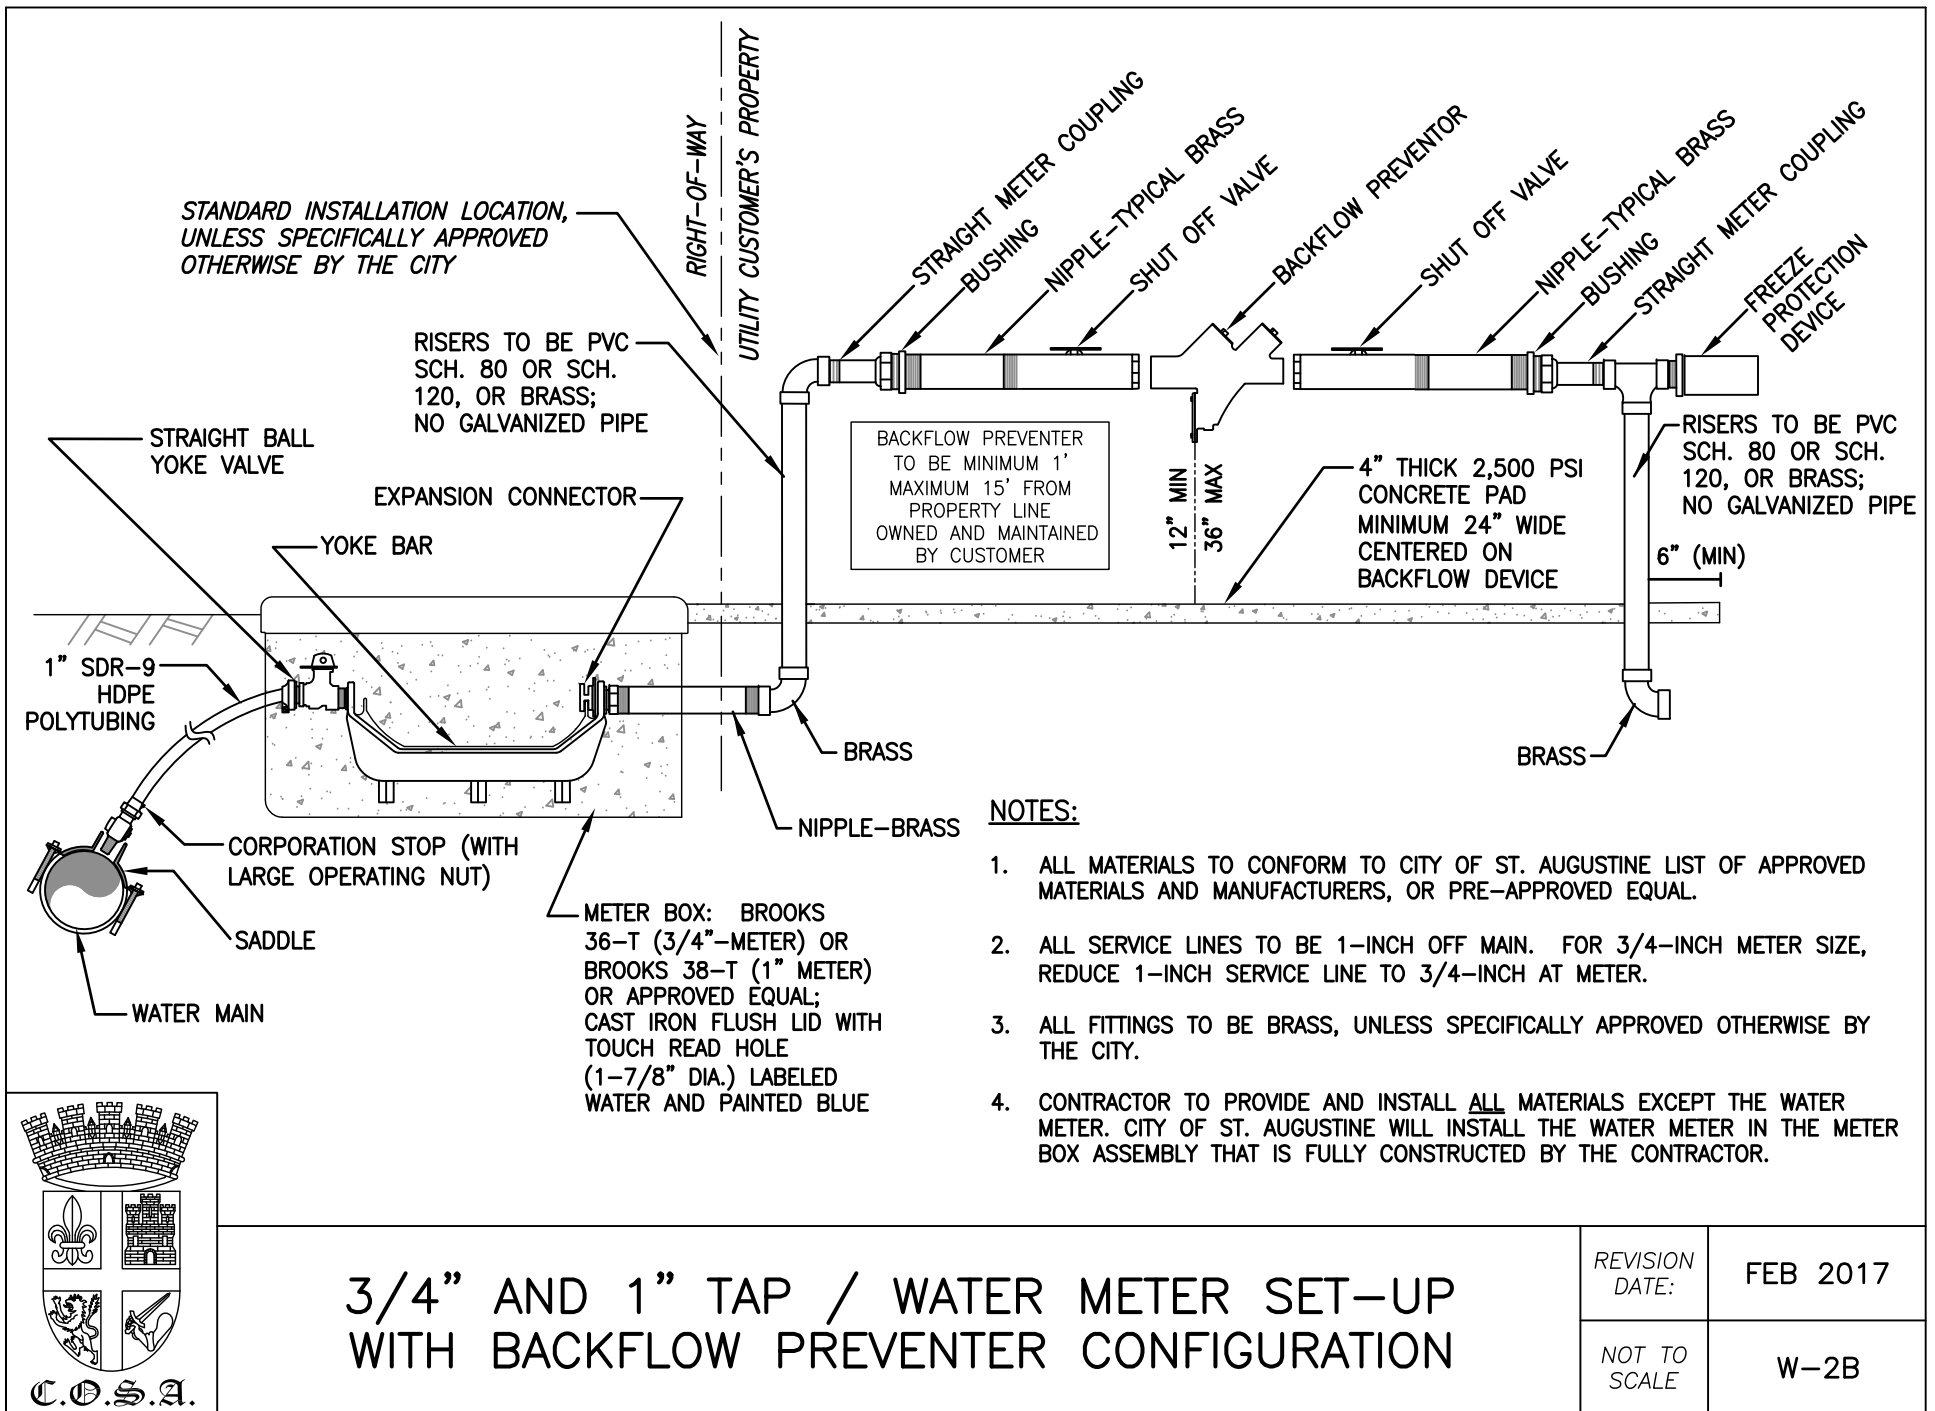 RIGHT-OF-WAY
UTILITY CUSTOMER'S PROPERTY
STANDARD INSTALLATION LOCATION,
UNLESS SPECIFICALLY APPROVED
OTHERWISE BY THE CITY
STRAIGHT METER COUPLING
BUSHING
NIPPLE-TYPICAL BRASS
SHUT OFF VALVE
BACKFLOW PREVENTOR
SHUT OFF VALVE
NIPPLE-TYPICAL BRASS
BUSHING
STRAIGHT METER COUPLING
FREEZE
PROTECTION
DEVICE
RISERS TO BE PVC
SCH. 80 OR SCH.
120, OR BRASS;
NO GALVANIZED PIPE
STRAIGHT BALL
YOKE VALVE
EXPANSION CONNECTOR
YOKE BAR
BACKFLOW PREVENTER
TO BE MINIMUM 1'
MAXIMUM 15' FROM
PROPERTY LINE
OWNED AND MAINTAINED
BY CUSTOMER
12" MIN
36" MAX
4" THICK 2,500 PSI
CONCRETE PAD
MINIMUM 24" WIDE
CENTERED ON
BACKFLOW DEVICE
RISERS TO BE PVC
SCH. 80 OR SCH.
120, OR BRASS;
NO GALVANIZED PIPE
6" (MIN)
1" SDR-9
HDPE
POLYTUBING
BRASS
BRASS
NIPPLE-BRASS
CORPORATION STOP (WITH
LARGE OPERATING NUT)
SADDLE
WATER MAIN
METER BOX: BROOKS
36-T (3/4"-METER) OR
BROOKS 38-T (1" METER)
OR APPROVED EQUAL;
CAST IRON FLUSH LID WITH
TOUCH READ HOLE
(1-7/8" DIA.) LABELED
WATER AND PAINTED BLUE
NOTES:
1. ALL MATERIALS TO CONFORM TO CITY OF ST. AUGUSTINE LIST OF APPROVED
MATERIALS AND MANUFACTURERS, OR PRE-APPROVED EQUAL.
2. ALL SERVICE LINES TO BE 1-INCH OFF MAIN. FOR 3/4-INCH METER SIZE,
REDUCE 1-INCH SERVICE LINE TO 3/4-INCH AT METER.
3. ALL FITTINGS TO BE BRASS, UNLESS SPECIFICALLY APPROVED OTHERWISE BY
THE CITY.
4. CONTRACTOR TO PROVIDE AND INSTALL ALL MATERIALS EXCEPT THE WATER
METER. CITY OF ST. AUGUSTINE WILL INSTALL THE WATER METER IN THE METER
BOX ASSEMBLY THAT IS FULLY CONSTRUCTED BY THE CONTRACTOR.
C.O.S.A.
3/4" AND 1" TAP / WATER METER SET-UP
WITH BACKFLOW PREVENTER CONFIGURATION
REVISION
DATE:
FEB 2017
NOT TO
SCALE
W-2B